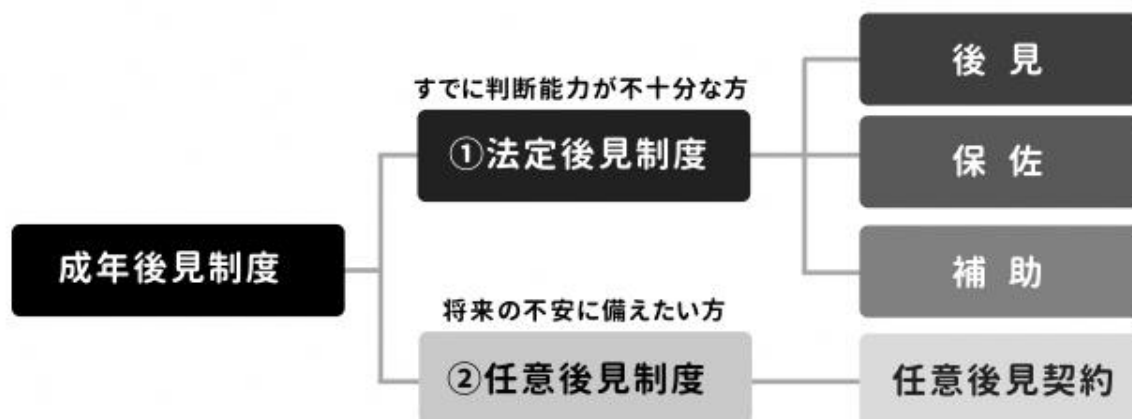 成年後見制度
すでに判断能力が不十分な方
①法定後見制度
後見
保佐
補助
将来の不安に備えたい方
②任意後見制度
任意後見契約